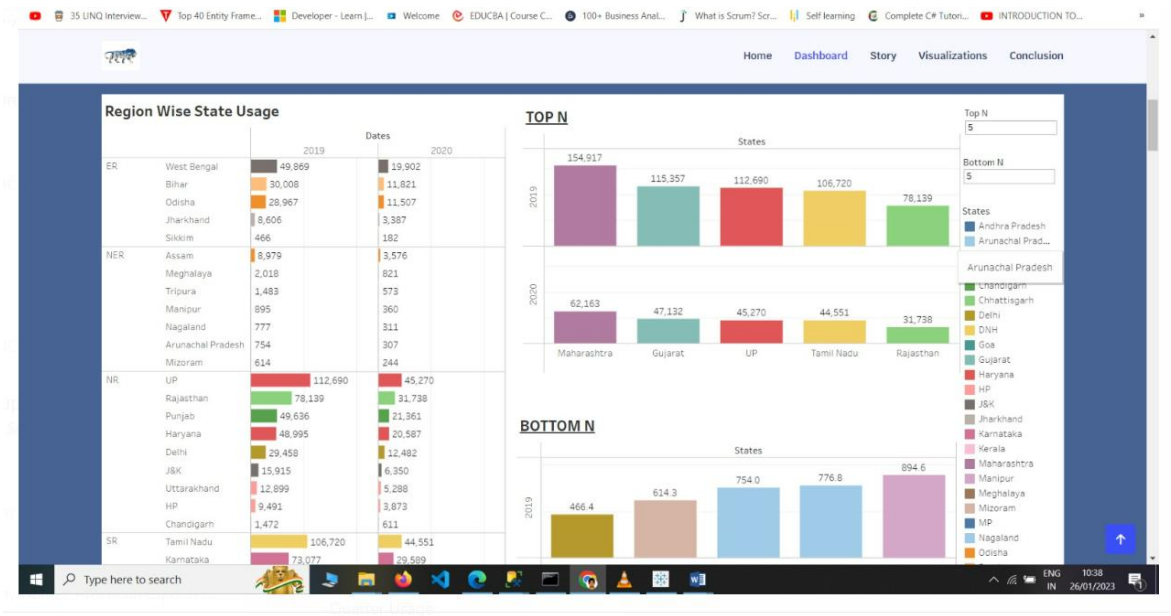 35 LINQ Interview...
Top 40 Entity Frame...
Developer - Learn |...
Welcome
EDUCBA | Course C...
100+ Business Anal...
What is Scrum? Scr...
Self learning
Complete C# Tutori...
INTRODUCTION TO...
»
Home Dashboard Story Visualizations Conclusion
Region Wise State Usage
Dates
2019 2020
ER West Bengal 49,869 19,902
Bihar 30,008 11,821
Odisha 28,967 11,507
Jharkhand 8,606 3,387
Sikkim 466 182
NER Assam 8,979 3,576
Meghalaya 2,018 821
Tripura 1,483 573
Manipur 895 360
Nagaland 777 311
Arunachal Pradesh 754 307
Mizoram 614 244
NR UP 112,690 45,270
Rajasthan 78,139 31,738
Punjab 49,636 21,361
Haryana 48,995 20,587
Delhi 29,458 12,482
J&K 15,915 6,350
Uttarakhand 12,899 5,288
HP 9,491 3,873
Chandigarh 1,472 611
SR Tamil Nadu 106,720 44,551
Karnataka 73,077 29,589
TOP N
States
2019
154,917 115,357 112,690 106,720 78,139
2020
62,163 47,132 45,270 44,551 31,738
Maharashtra Gujarat UP Tamil Nadu Rajasthan
BOTTOM N
States
2019
466.4 614.3 754.0 776.8 894.6
Top N
5
Bottom N
5
States
Andhra Pradesh
Arunachal Prad...
Arunachal Pradesh
Chandigarh
Chhattisgarh
Delhi
DNH
Goa
Gujarat
Haryana
HP
J&K
Jharkhand
Karnataka
Kerala
Maharashtra
Manipur
Meghalaya
Mizoram
MP
Nagaland
Odisha
Type here to search
ENG
IN
10:38
26/01/2023